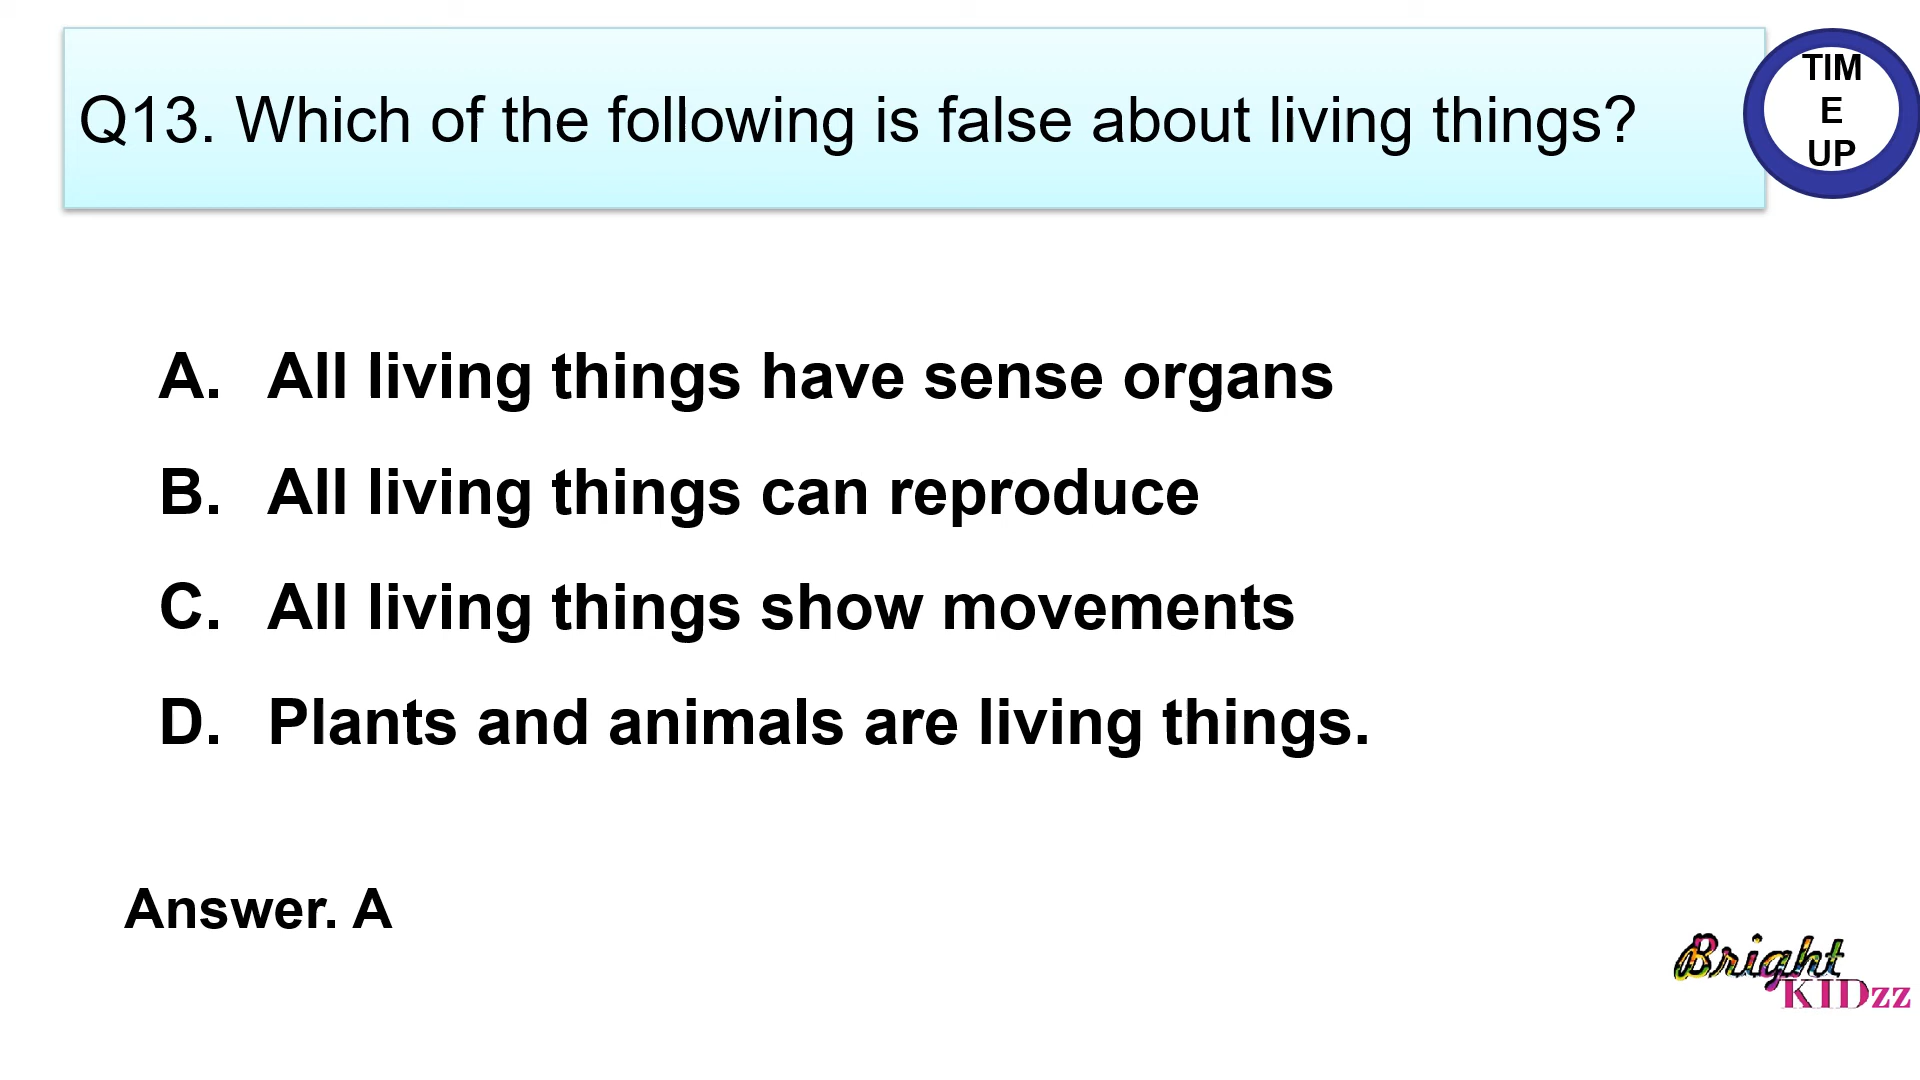 Q13. Which of the following is false about living things?
TIM
E
UP
A. All living things have sense organs
B. All living things can reproduce
C. All living things show movements
D. Plants and animals are living things.
Answer. A
Bright
KIDzz